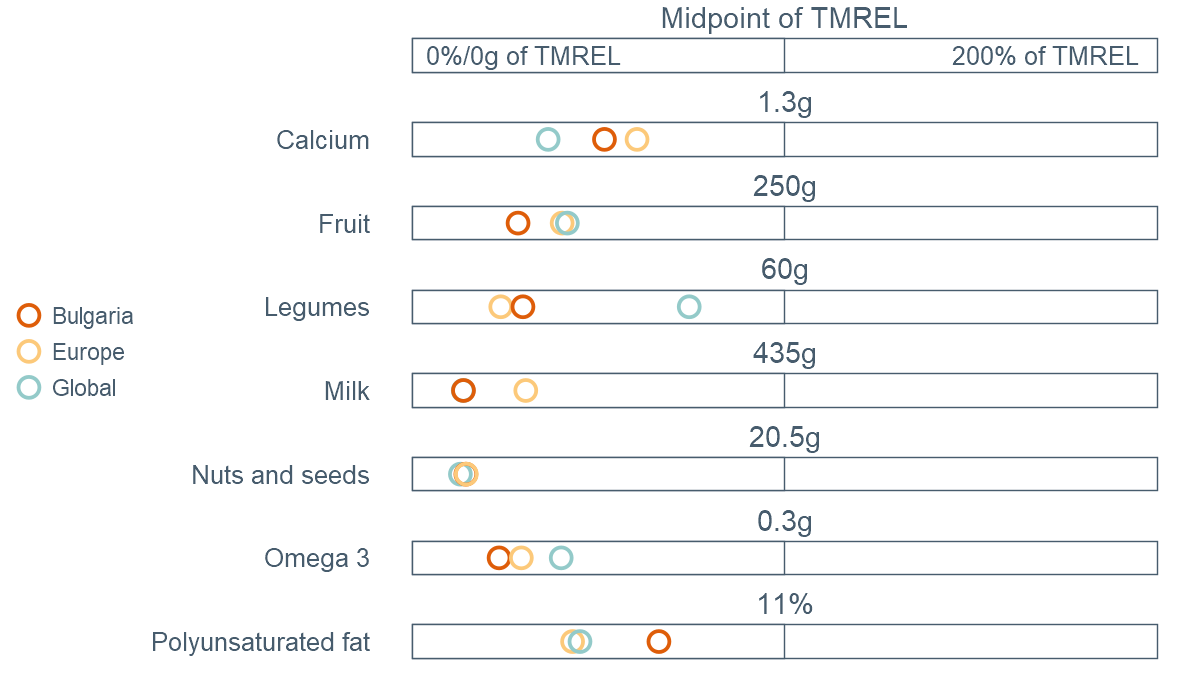 Midpoint of TMREL
0%/0g of TMREL
200% of TMREL
1.3g
Calcium
250g
Fruit
60g
Legumes
435g
Milk
20.5g
Nuts and seeds
0.3g
Omega 3
11%
Polyunsaturated fat
Bulgaria
Europe
Global